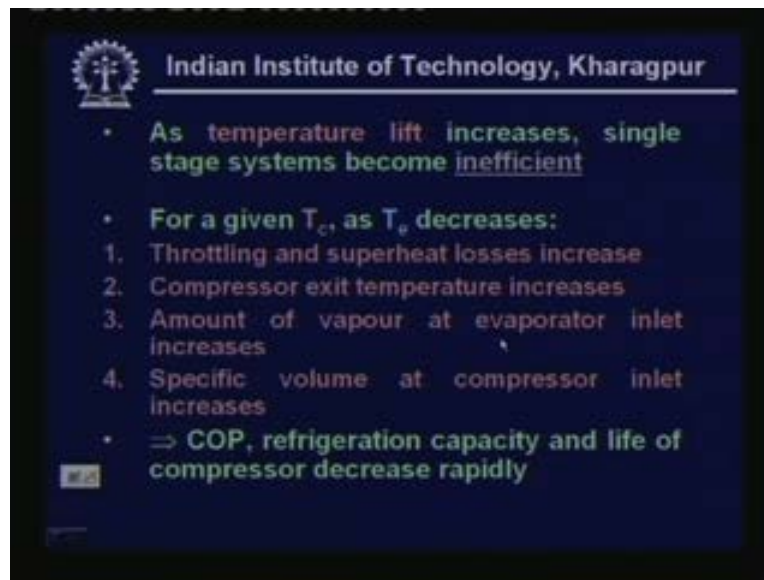 Indian Institute of Technology, Kharagpur
• As temperature lift increases, single
stage systems become inefficient
• For a given Tc, as Te decreases:
1. Throttling and superheat losses increase
2. Compressor exit temperature increases
3. Amount of vapour at evaporator inlet
increases
4. Specific volume at compressor inlet
increases
• ⇒ COP, refrigeration capacity and life of
compressor decrease rapidly